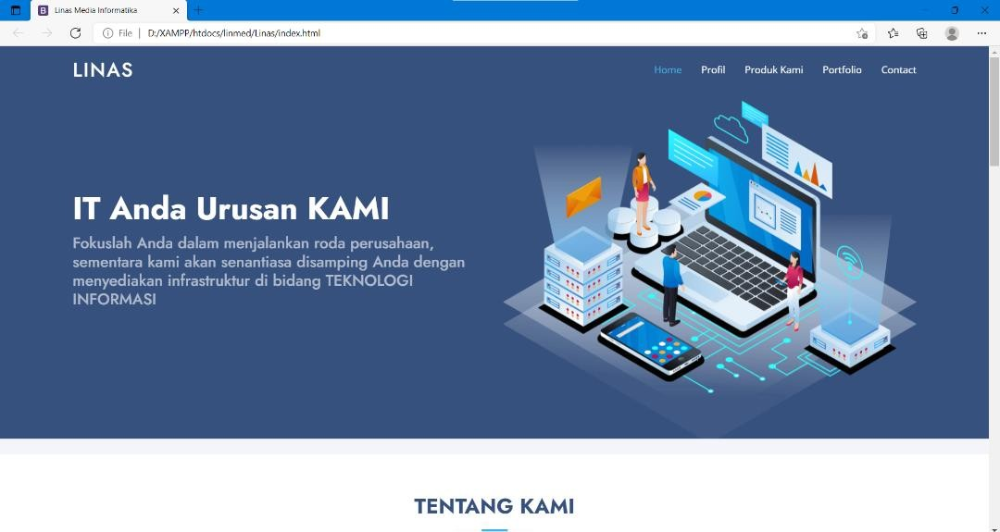 Linas Media Informatika
File
D:/XAMPP/htdocs/linmed/Linas/index.html
LINAS
Home
Profil
Produk Kami
Portfolio
Contact
IT Anda Urusan KAMI
Fokuslah Anda dalam menjalankan roda perusahaan,
sementara kami akan senantiasa disamping Anda dengan
menyediakan infrastruktur di bidang TEKNOLOGI
INFORMASI
TENTANG KAMI